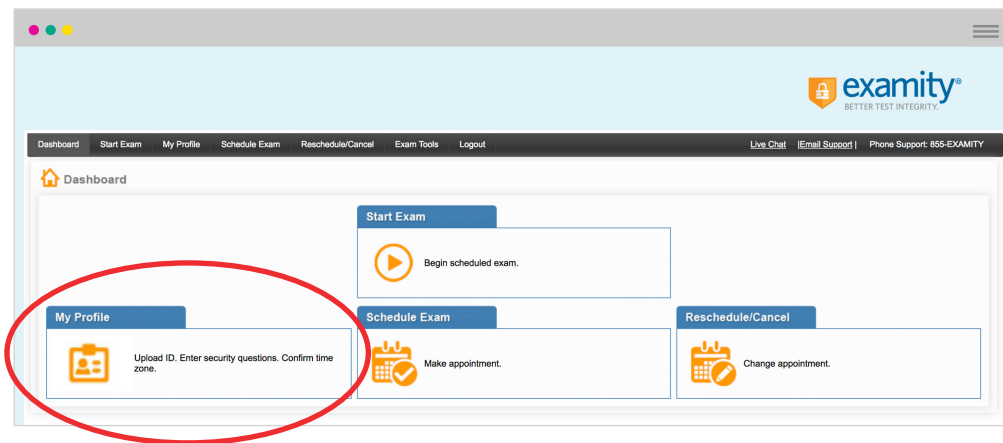 examity®
BETTER TEST INTEGRITY.
Dashboard Start Exam My Profile Schedule Exam Reschedule/Cancel Exam Tools Logout Live Chat |Email Support| Phone Support: 855-EXAMITY
Dashboard
Start Exam
Begin scheduled exam.
My Profile
Upload ID. Enter security questions. Confirm time
zone.
Schedule Exam
Make appointment.
Reschedule/Cancel
Change appointment.